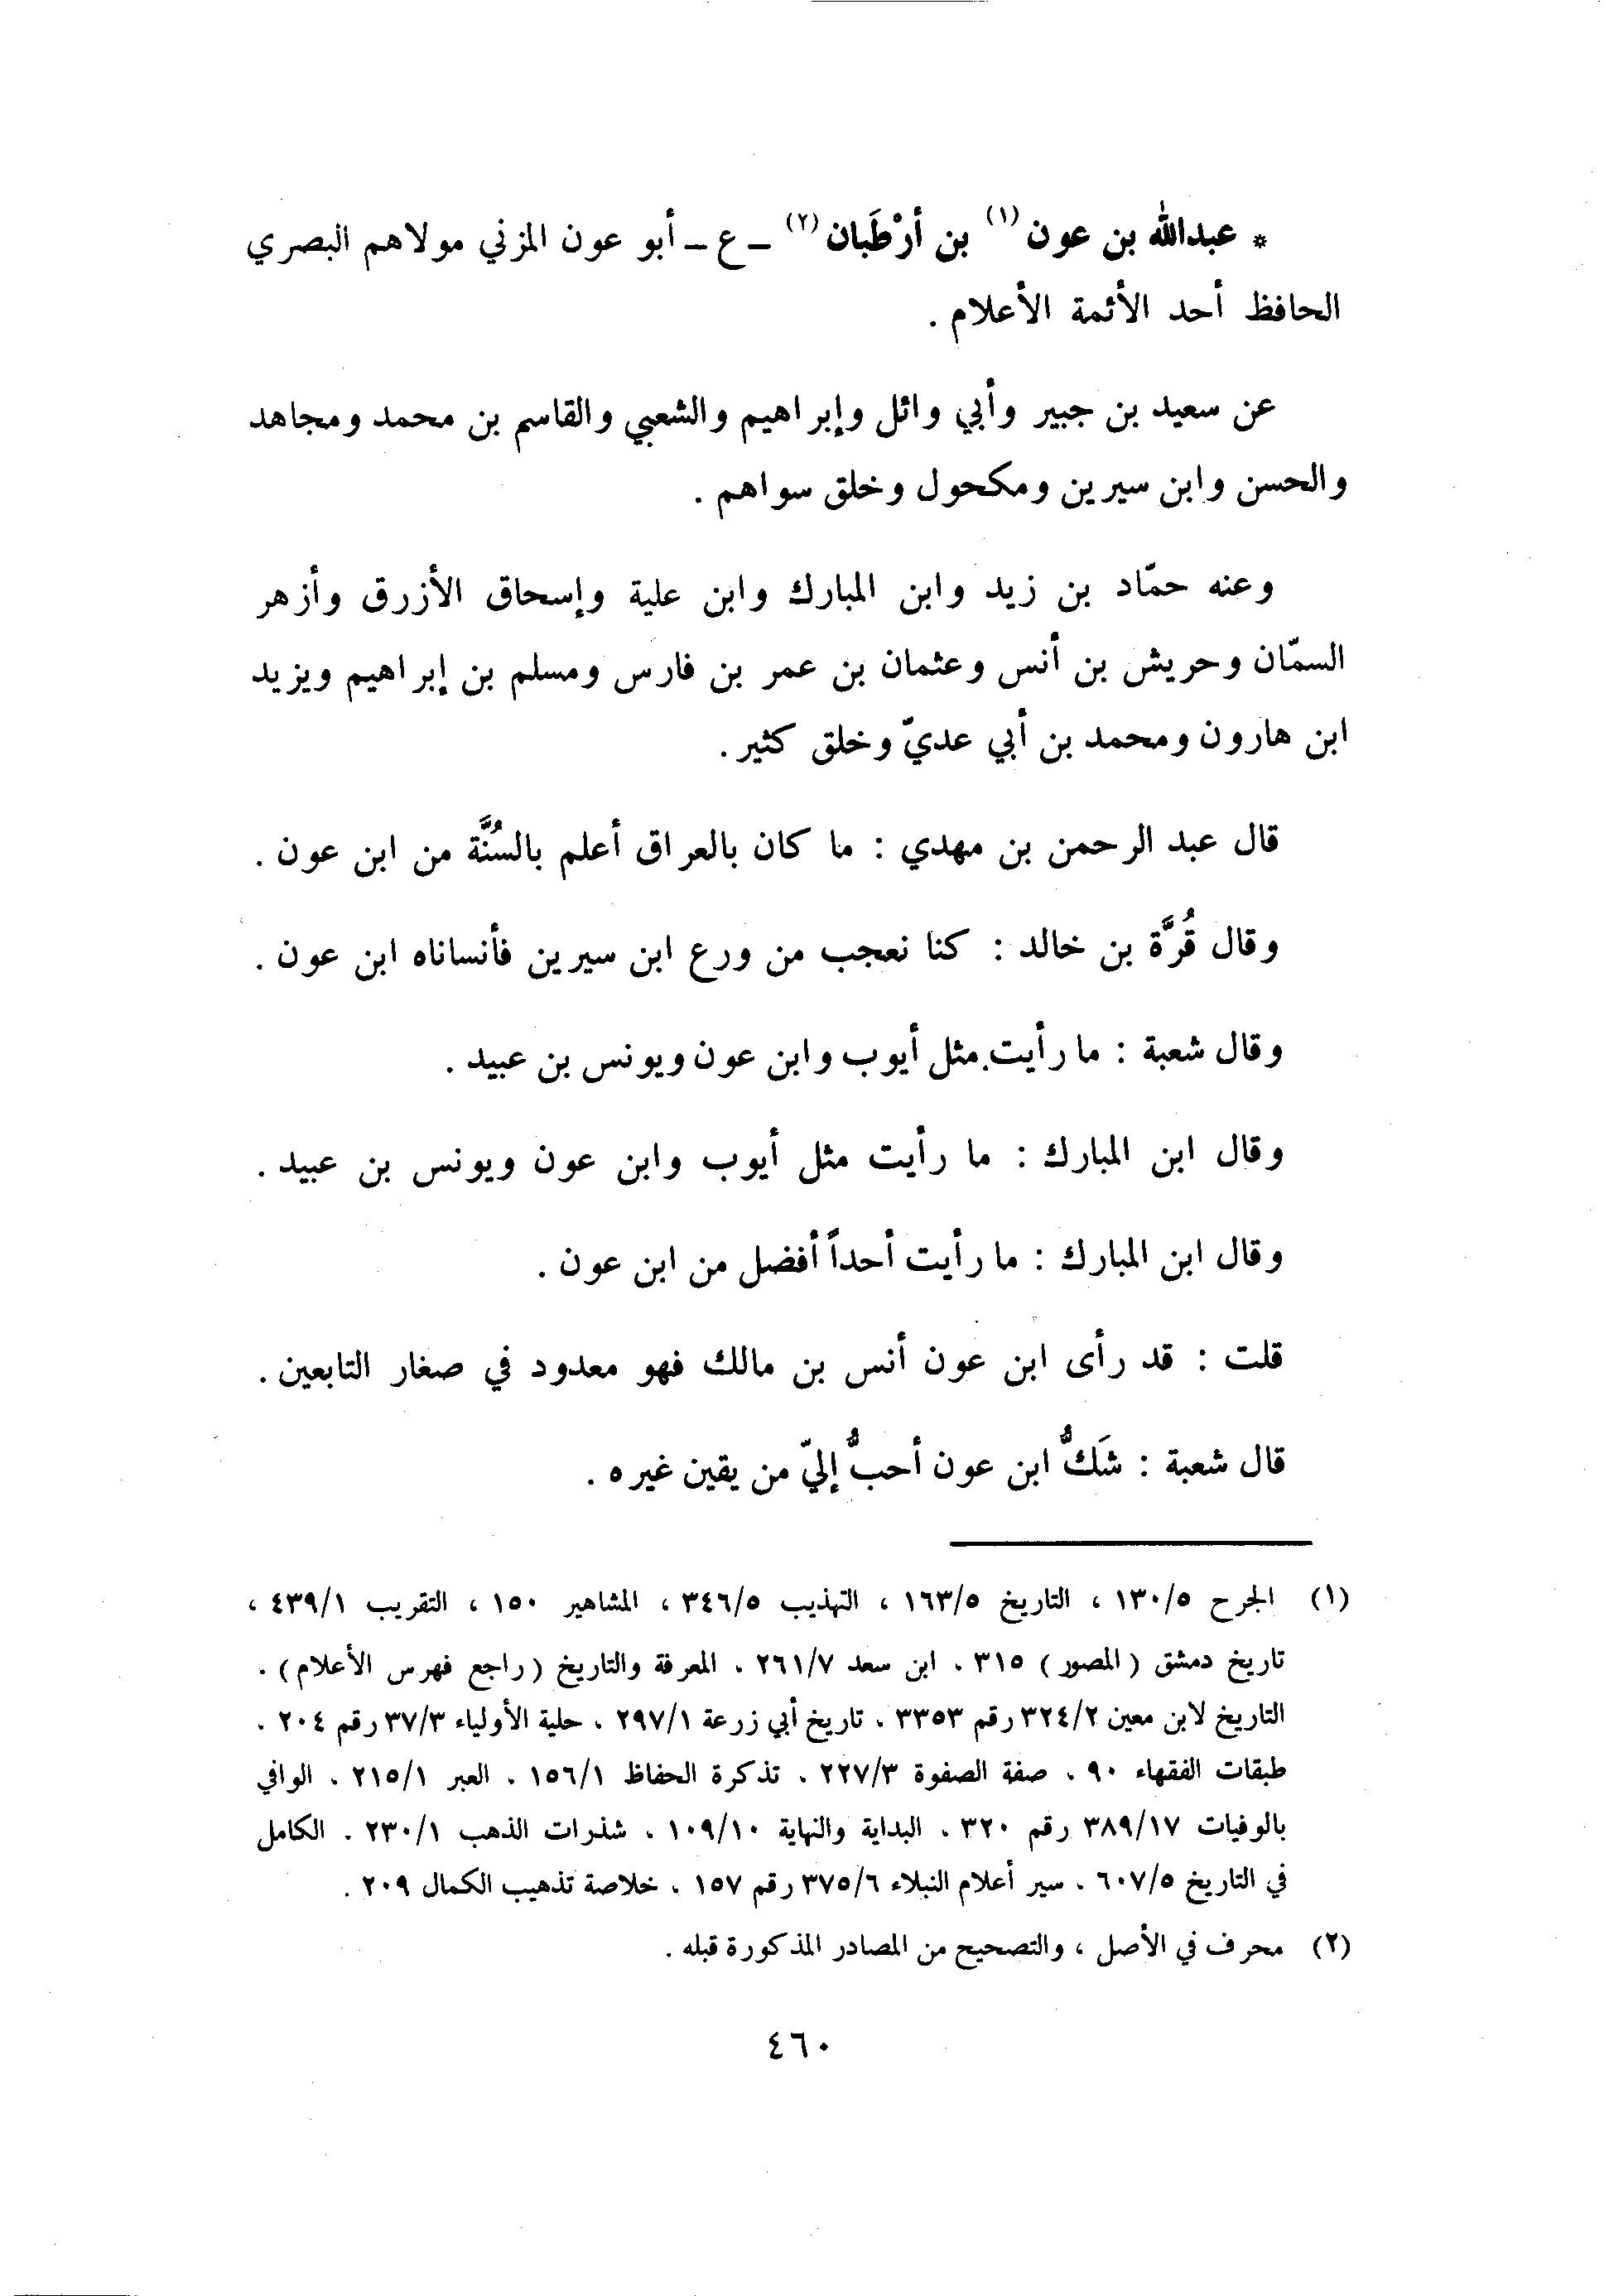 * عبدالله بن عون (١) بن أرْطَبان (٢) ـ ع ـ أبو عون المزني مولاهم البصري
الحافظ أحد الأئمة الأعلام .
عن سعيد بن جبير وأبي وائل وإبراهيم والشعبي والقاسم بن محمد ومجاهد
والحسن وابن سيرين ومكحول وخلق سواهم .
وعنه حمّاد بن زيد وابن المبارك وابن علية وإسحاق الأزرق وأزهر
السمّان وحريش بن أنس وعثمان بن عمر بن فارس ومسلم بن إبراهيم ويزيد
ابن هارون ومحمد بن أبي عديّ وخلق كثير .
قال عبد الرحمن بن مهدي : ما كان بالعراق أعلم بالسُنَّة من ابن عون .
وقال قُرَّة بن خالد : كنا نعجب من ورع ابن سيرين فأنساناه ابن عون .
وقال شعبة : ما رأيت مثل أيوب وابن عون ويونس بن عبيد .
وقال ابن المبارك : ما رأيت مثل أيوب وابن عون ويونس بن عبيد .
وقال ابن المبارك : ما رأيت أحداً أفضل من ابن عون .
قلت : قد رأى ابن عون أنس بن مالك فهو معدود في صغار التابعين .
قال شعبة : شَكُّ ابن عون أحبُّ إليّ من يقين غيره .
(١) الجرح ١٣٠/٥ ، التاريخ ١٦٣/٥ ، التهذيب ٣٤٦/٥ ، المشاهير ١٥٠ ، التقريب ٤٣٩/١ ،
تاريخ دمشق (المصور) ٣١٥ . ابن سعد ٢٦١/٧ . المعرفة والتاريخ (راجع فهرس الأعلام) .
التاريخ لابن معين ٣٢٤/٢ رقم ٣٣٥٣ . تاريخ أبي زرعة ٢٩٧/١ . حلية الأولياء ٣٧/٣ رقم ٢٠٤ .
طبقات الفقهاء ٩٠ . صفة الصفوة ٢٢٧/٣ . تذكرة الحفاظ ١٥٦/١ . العبر ٢١٥/١ . الوافي
بالوفيات ٣٨٩/١٧ رقم ٣٢٠ . البداية والنهاية ١٠٩/١٠ . شذرات الذهب ٢٣٠/١ . الكامل
في التاريخ ٦٠٧/٥ . سير أعلام النبلاء ٣٧٥/٦ رقم ١٥٧ . خلاصة تذهيب الكمال ٢٠٩ .
(٢) محرف في الأصل ، والتصحيح من المصادر المذكورة قبله .
٤٦٠